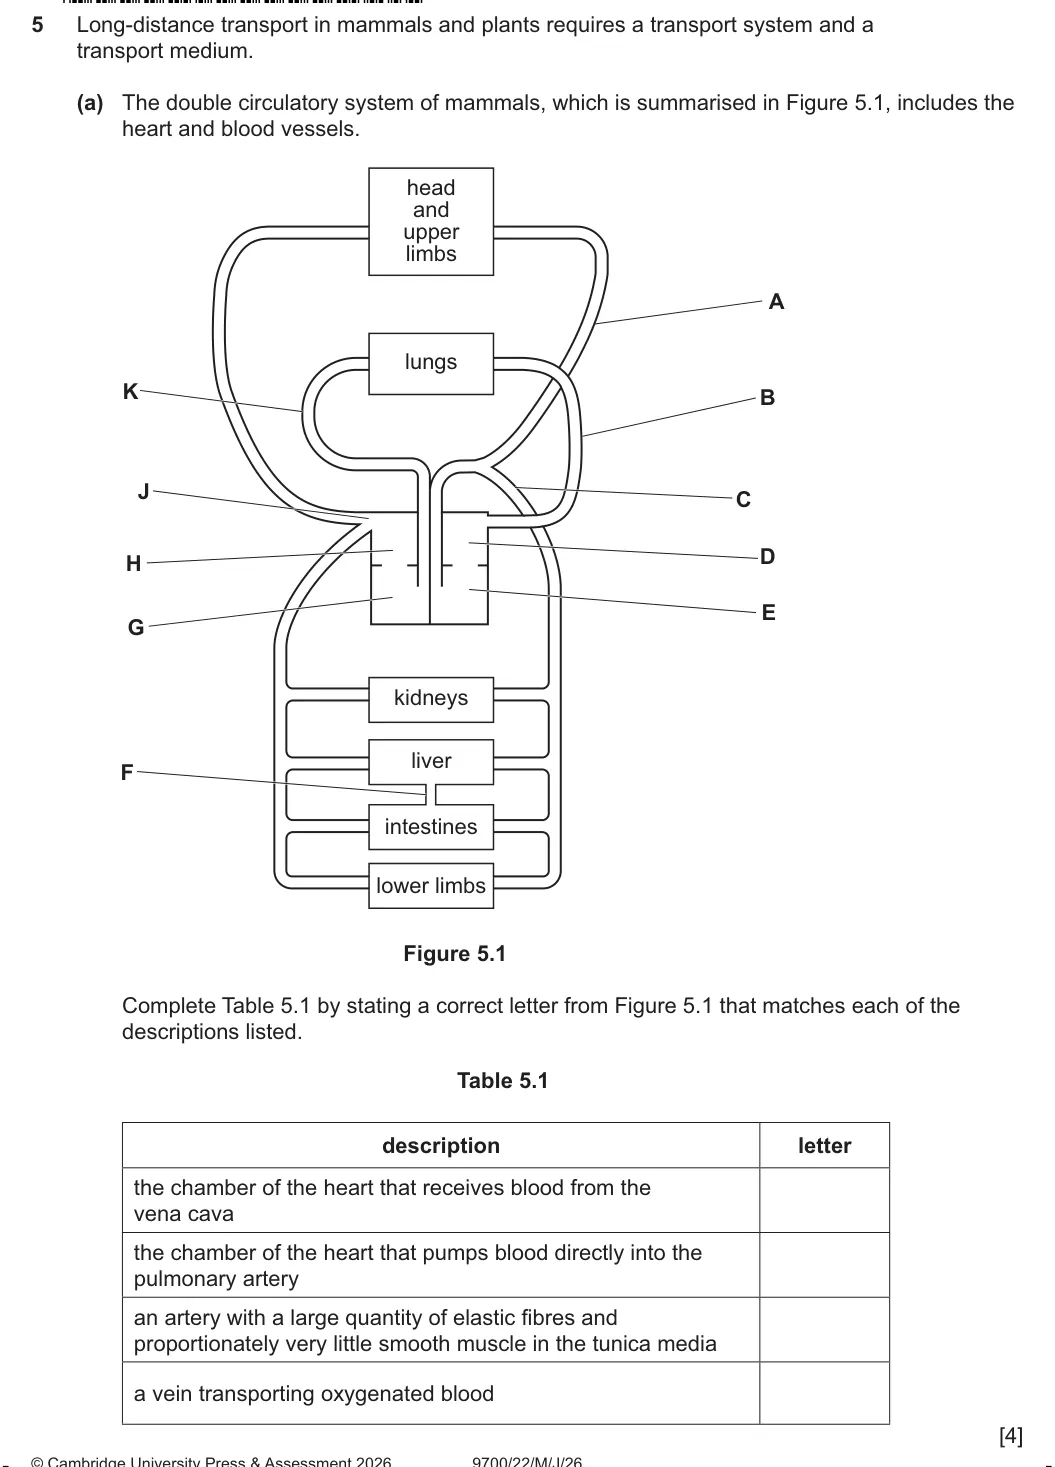 5 Long-distance transport in mammals and plants requires a transport system and a
transport medium.
(a) The double circulatory system of mammals, which is summarised in Figure 5.1, includes the
heart and blood vessels.
head
and
upper
limbs
A
lungs
K
B
J
C
H
D
G
E
kidneys
liver
F
intestines
lower limbs
Figure 5.1
Complete Table 5.1 by stating a correct letter from Figure 5.1 that matches each of the
descriptions listed.
Table 5.1
description letter
the chamber of the heart that receives blood from the
vena cava
the chamber of the heart that pumps blood directly into the
pulmonary artery
an artery with a large quantity of elastic fibres and
proportionately very little smooth muscle in the tunica media
a vein transporting oxygenated blood
[4]
© Cambridge University Press & Assessment 2026 9700/22/M/J/26